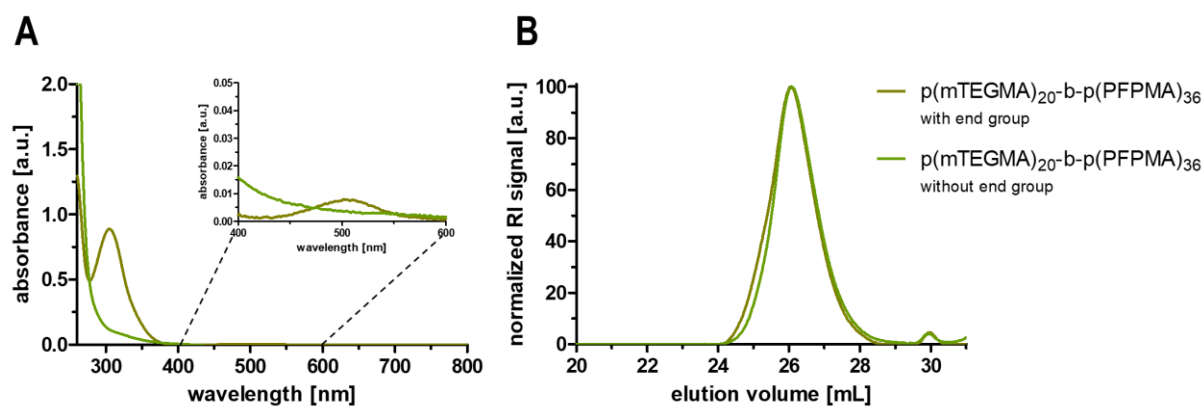 A
B
absorbance [a.u.]
2.0
1.5
1.0
0.5
0.0
300 400 500 600 700 800
wavelength [nm]
absorbance [a.u.]
0.05
0.04
0.03
0.02
0.01
0.00
400 500 600
wavelength [nm]
normalized RI signal [a.u.]
100
80
60
40
20
0
20 22 24 26 28 30
elution volume [mL]
p(mTEGMA)20-b-p(PFPMA)36
with end group
p(mTEGMA)20-b-p(PFPMA)36
without end group